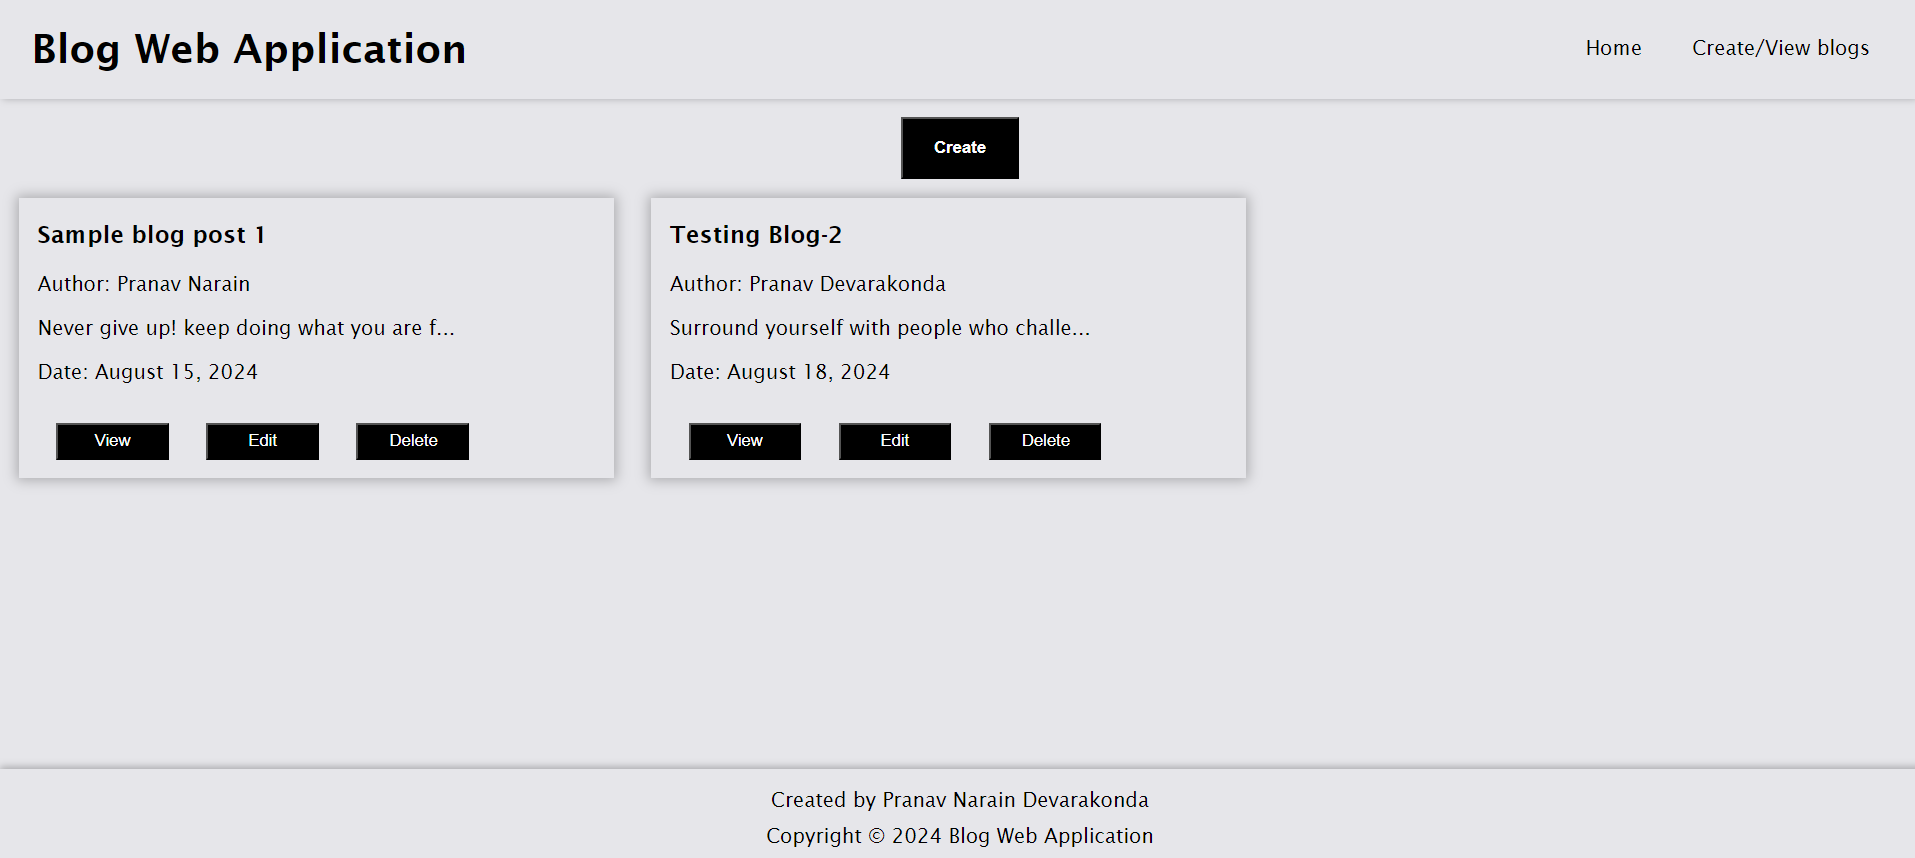 Blog Web Application
Home
Create/View blogs
Create
Sample blog post 1
Author: Pranav Narain
Never give up! keep doing what you are f...
Date: August 15, 2024
View
Edit
Delete
Testing Blog-2
Author: Pranav Devarakonda
Surround yourself with people who challe...
Date: August 18, 2024
View
Edit
Delete
Created by Pranav Narain Devarakonda
Copyright © 2024 Blog Web Application